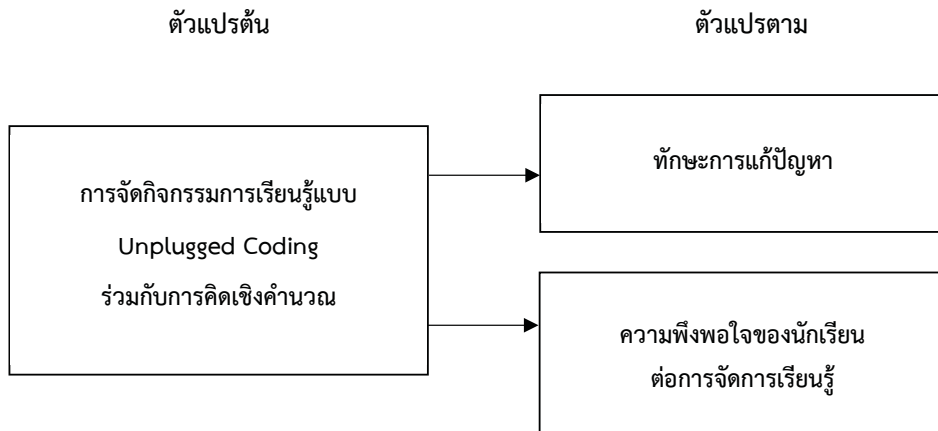 ตัวแปรต้น
ตัวแปรตาม
การจัดกิจกรรมการเรียนรู้แบบ
Unplugged Coding
ร่วมกับการคิดเชิงคำนวณ
ทักษะการแก้ปัญหา
ความพึงพอใจของนักเรียน
ต่อการจัดการเรียนรู้